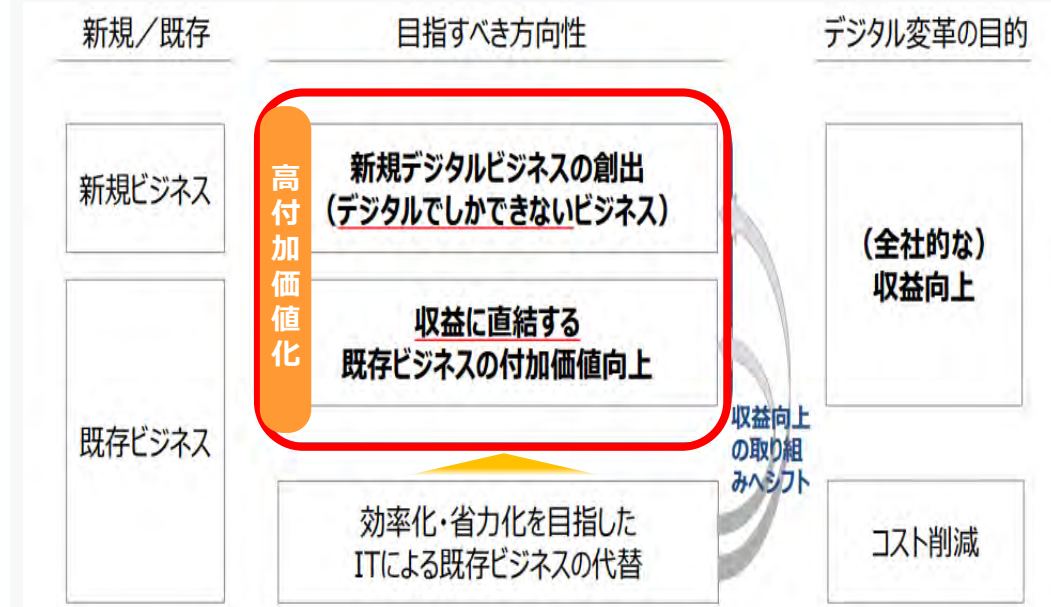 新規／既存
目指すべき方向性
デジタル変革の目的
新規ビジネス
高付加価値化
新規デジタルビジネスの創出
（デジタルでしかできないビジネス）
（全社的な）
収益向上
既存ビジネス
収益に直結する
既存ビジネスの付加価値向上
収益向上
の取り組
みへシフト
効率化・省力化を目指した
ITによる既存ビジネスの代替
コスト削減